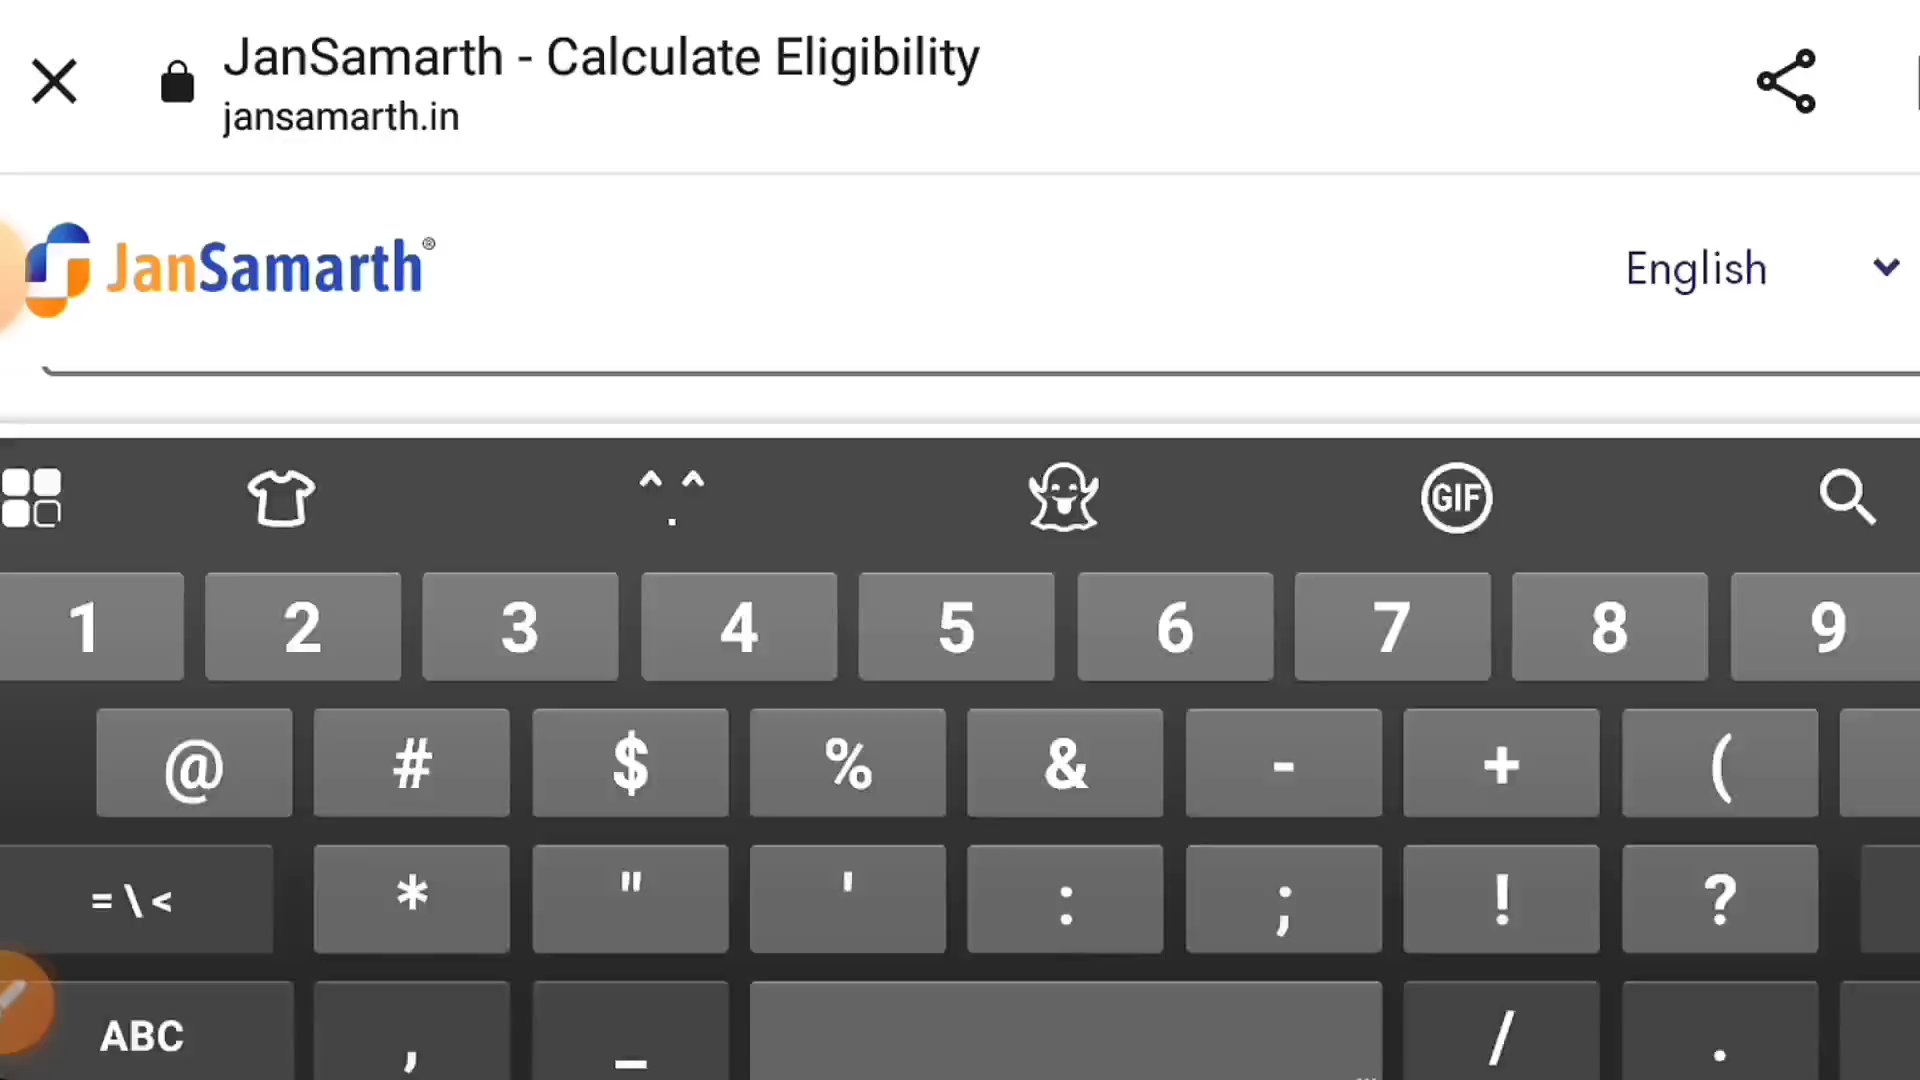 JanSamarth - Calculate Eligibility
jansamarth.in
JanSamarth®
English
GIF
1 2 3 4 5 6 7 8 9
@ # $ % & - + (
= \ < * " ' : ; ! ?
ABC , _ / .